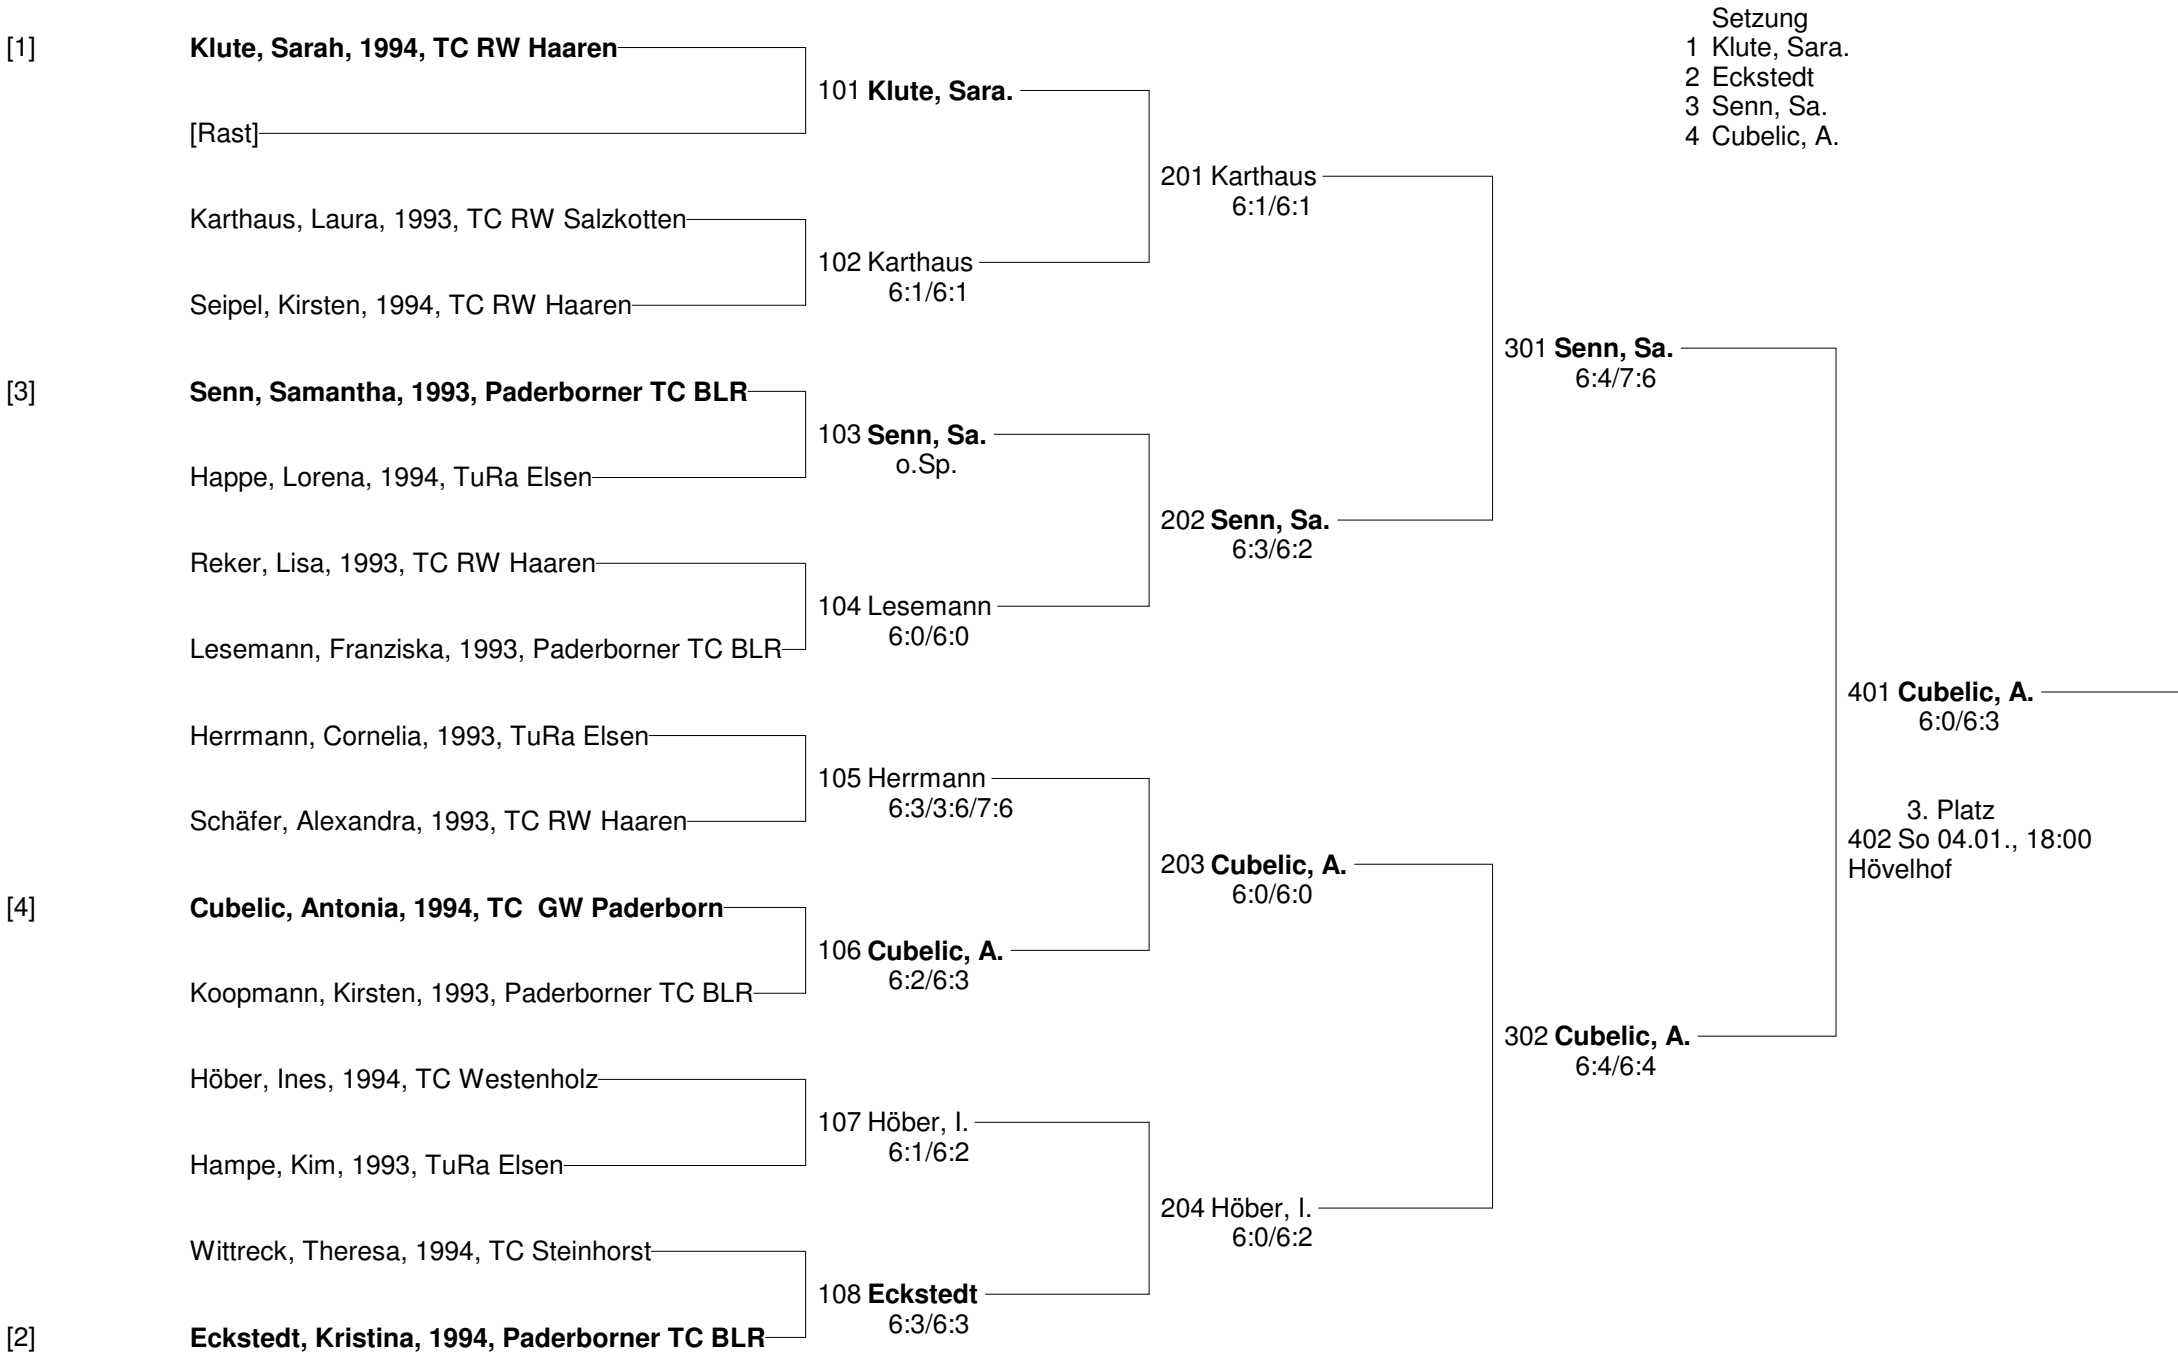 Setzung
1 Klute, Sara.
2 Eckstedt
3 Senn, Sa.
4 Cubelic, A.
[1] Klute, Sarah, 1994, TC RW Haaren
[Rast]
Karthaus, Laura, 1993, TC RW Salzkotten
Seipel, Kirsten, 1994, TC RW Haaren
[3] Senn, Samantha, 1993, Paderborner TC BLR
Happe, Lorena, 1994, TuRa Elsen
Reker, Lisa, 1993, TC RW Haaren
Lesemann, Franziska, 1993, Paderborner TC BLR
Herrmann, Cornelia, 1993, TuRa Elsen
Schäfer, Alexandra, 1993, TC RW Haaren
[4] Cubelic, Antonia, 1994, TC GW Paderborn
Koopmann, Kirsten, 1993, Paderborner TC BLR
Höber, Ines, 1994, TC Westenholz
Hampe, Kim, 1993, TuRa Elsen
Wittreck, Theresa, 1994, TC Steinhorst
[2] Eckstedt, Kristina, 1994, Paderborner TC BLR
101 Klute, Sara.
102 Karthaus
6:1/6:1
103 Senn, Sa.
o.Sp.
104 Lesemann
6:0/6:0
105 Herrmann
6:3/3:6/7:6
106 Cubelic, A.
6:2/6:3
107 Höber, I.
6:1/6:2
108 Eckstedt
6:3/6:3
201 Karthaus
6:1/6:1
202 Senn, Sa.
6:3/6:2
203 Cubelic, A.
6:0/6:0
204 Höber, I.
6:0/6:2
301 Senn, Sa.
6:4/7:6
302 Cubelic, A.
6:4/6:4
401 Cubelic, A.
6:0/6:3
3. Platz
402 So 04.01., 18:00
Hövelhof